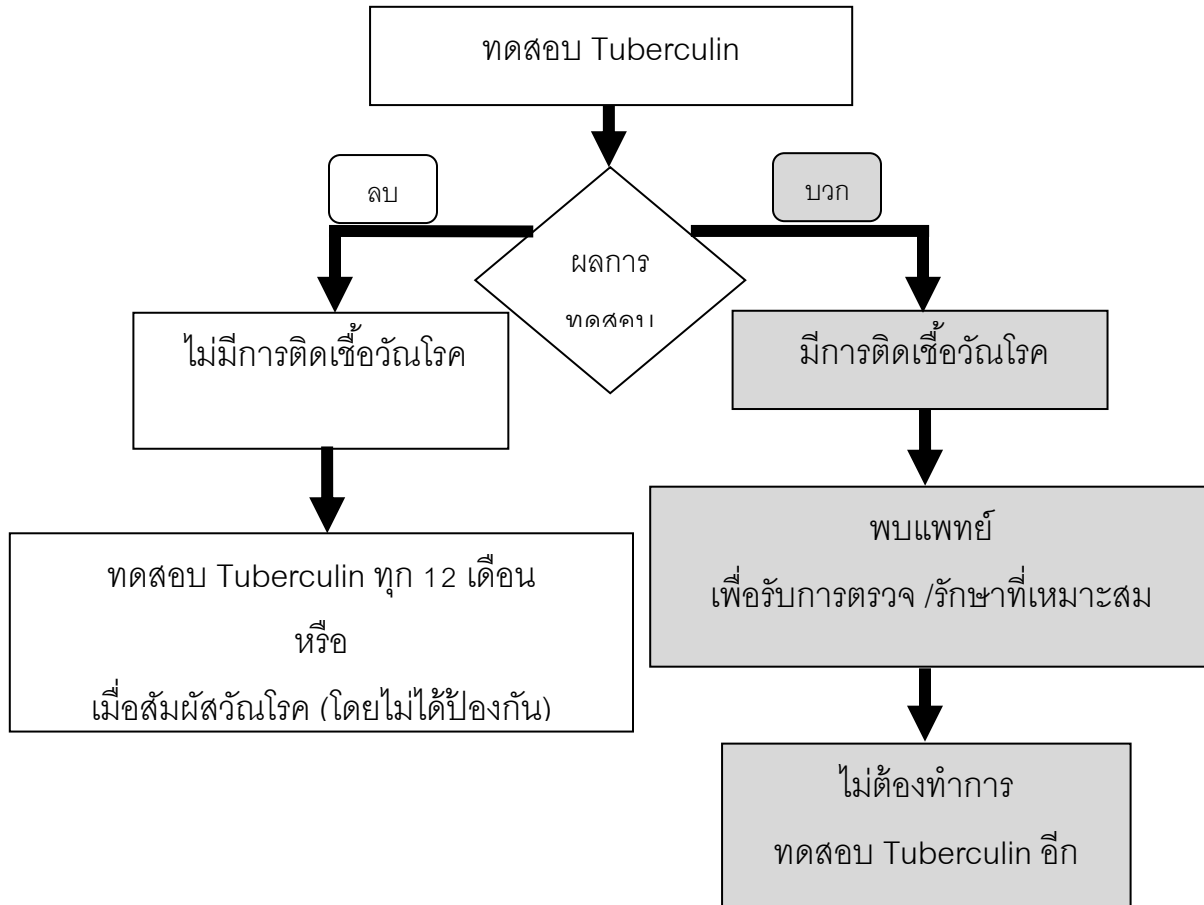 ทดสอบ Tuberculin
ลบ
บวก
ผลการ
ทดสอบ
ไม่มีการติดเชื้อวัณโรค
มีการติดเชื้อวัณโรค
ทดสอบ Tuberculin ทุก 12 เดือน
หรือ
เมื่อสัมผัสวัณโรค (โดยไม่ได้ป้องกัน)
พบแพทย์
เพื่อรับการตรวจ /รักษาที่เหมาะสม
ไม่ต้องทำการ
ทดสอบ Tuberculin อีก